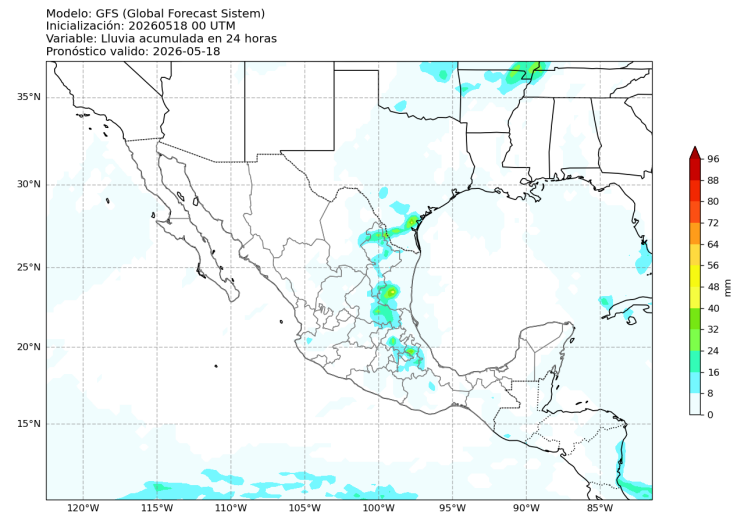 Modelo: GFS (Global Forecast Sistem)
Inicialización: 20260518 00 UTM
Variable: Lluvia acumulada en 24 horas
Pronóstico valido: 2026-05-18
35°N
30°N
25°N
20°N
15°N
120°W
115°W
110°W
105°W
100°W
95°W
90°W
85°W
96
88
80
72
64
56
48
40
32
24
16
8
0
mm